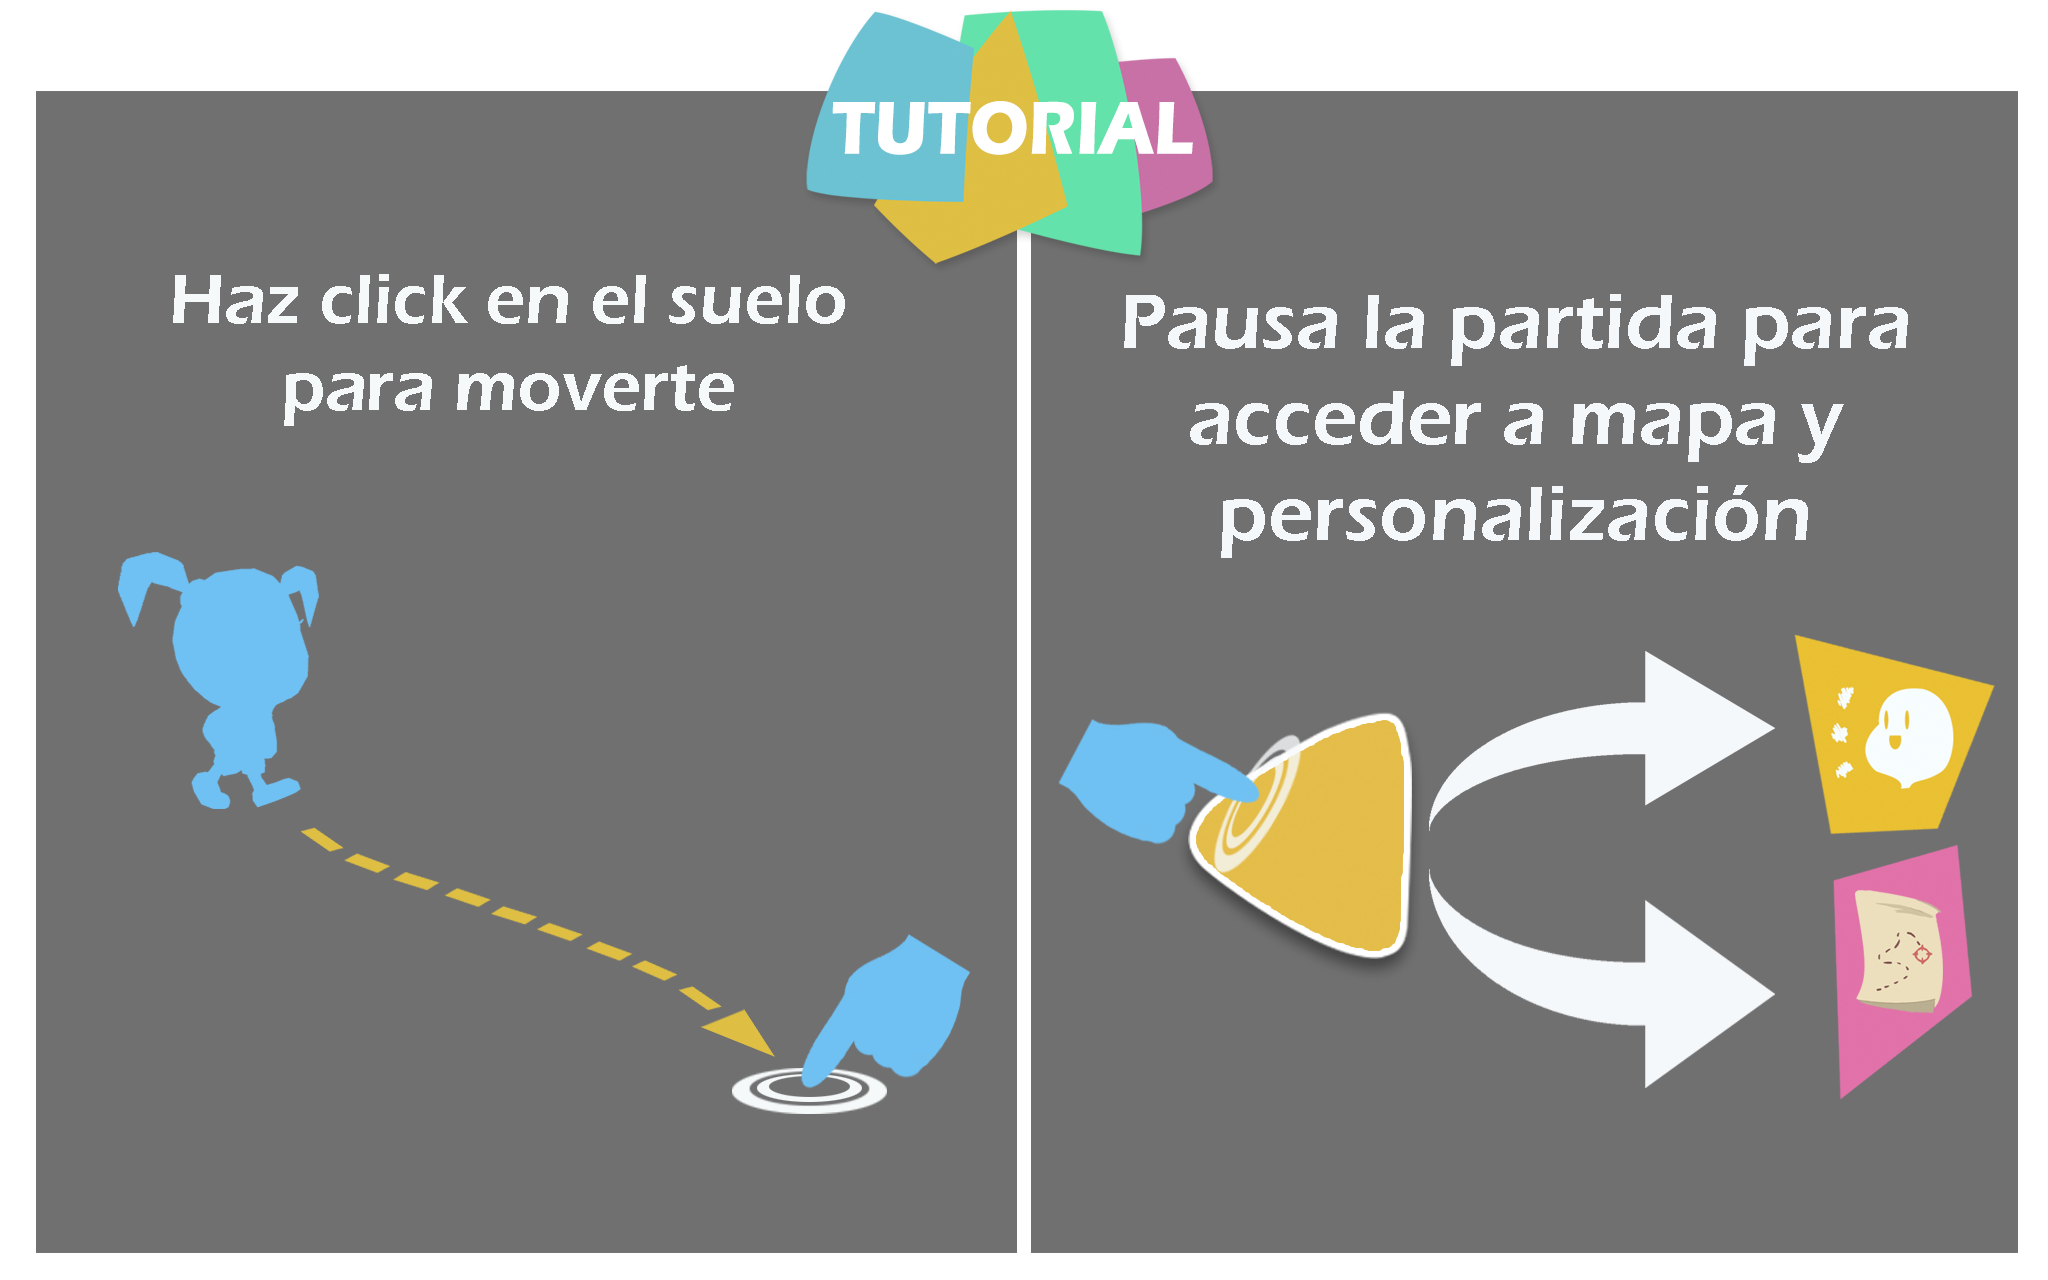 TUTORIAL
Haz click en el suelo
para moverte
Pausa la partida para
acceder a mapa y
personalización